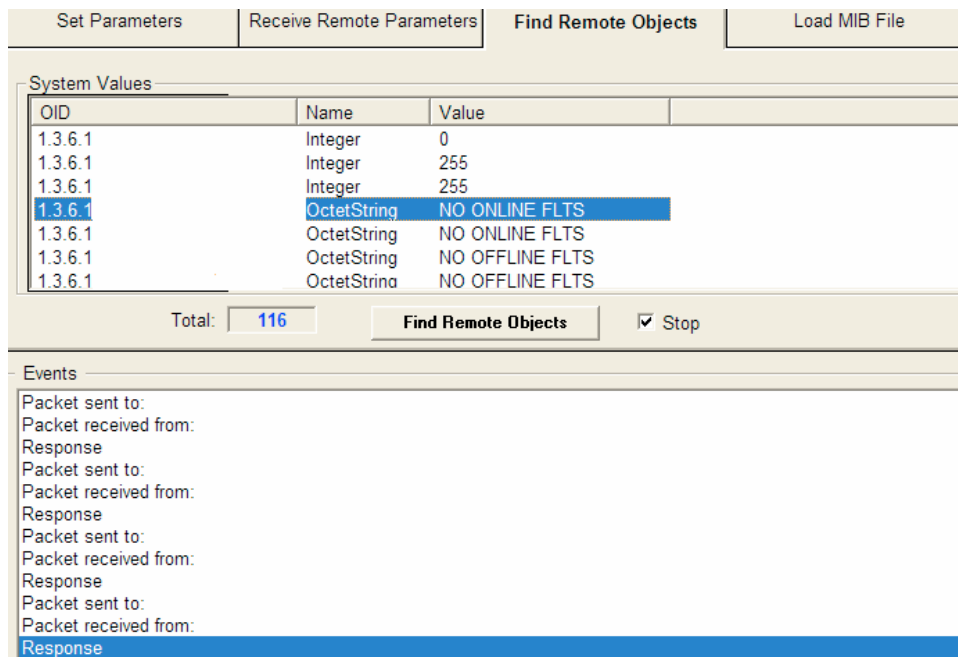 Set Parameters Receive Remote Parameters Find Remote Objects Load MIB File
System Values
OID Name Value
1.3.6.1 Integer 0
1.3.6.1 Integer 255
1.3.6.1 Integer 255
1.3.6.1 OctetString NO ONLINE FLTS
1.3.6.1 OctetString NO ONLINE FLTS
1.3.6.1 OctetString NO OFFLINE FLTS
1.3.6.1 OctetString NO OFFLINE FLTS
Total: 116 Find Remote Objects Stop
Events
Packet sent to:
Packet received from:
Response
Packet sent to:
Packet received from:
Response
Packet sent to:
Packet received from:
Response
Packet sent to:
Packet received from:
Response